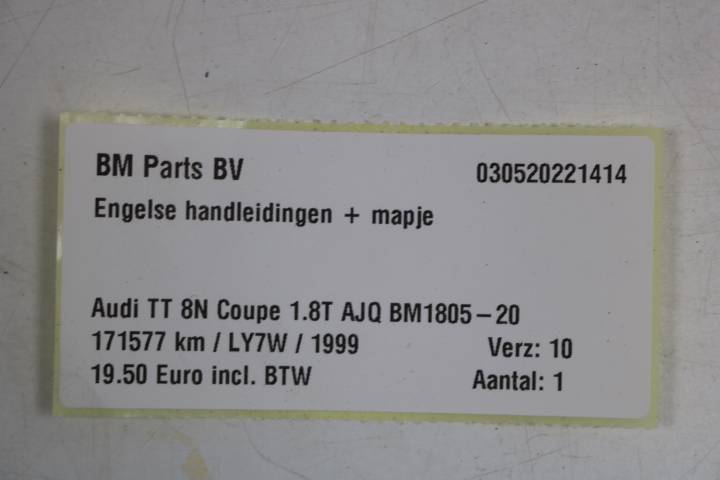 BM Parts BV 030520221414
Engelse handleidingen + mapje
Audi TT 8N Coupe 1.8T AJQ BM1805-20
171577 km / LY7W / 1999 Verz: 10
19.50 Euro incl. BTW Aantal: 1